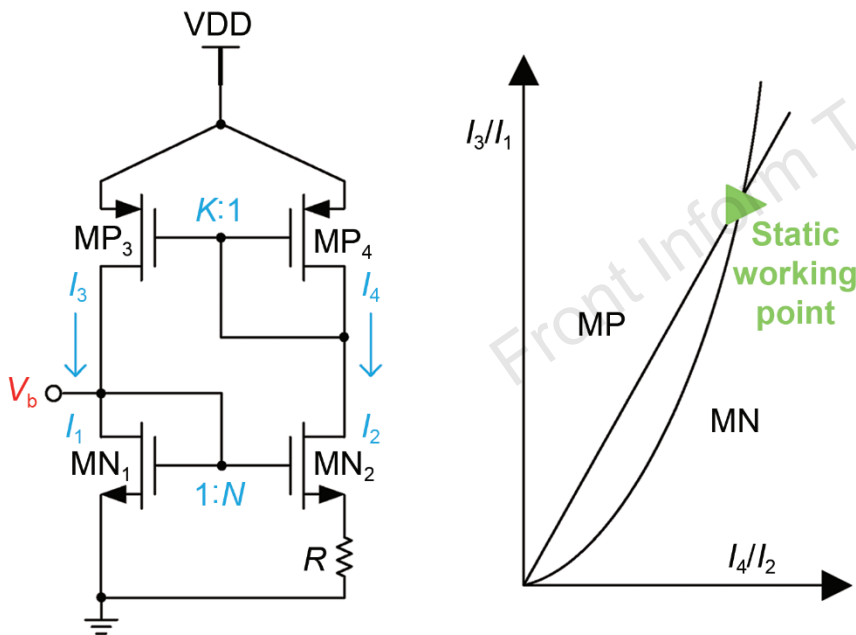 VDD
K:1
MP3
MP4
I3
I4
Vb
I1
I2
MN1
MN2
1:N
R
I3/I1
MP
MN
Static
working
point
I4/I2
Front Inform T